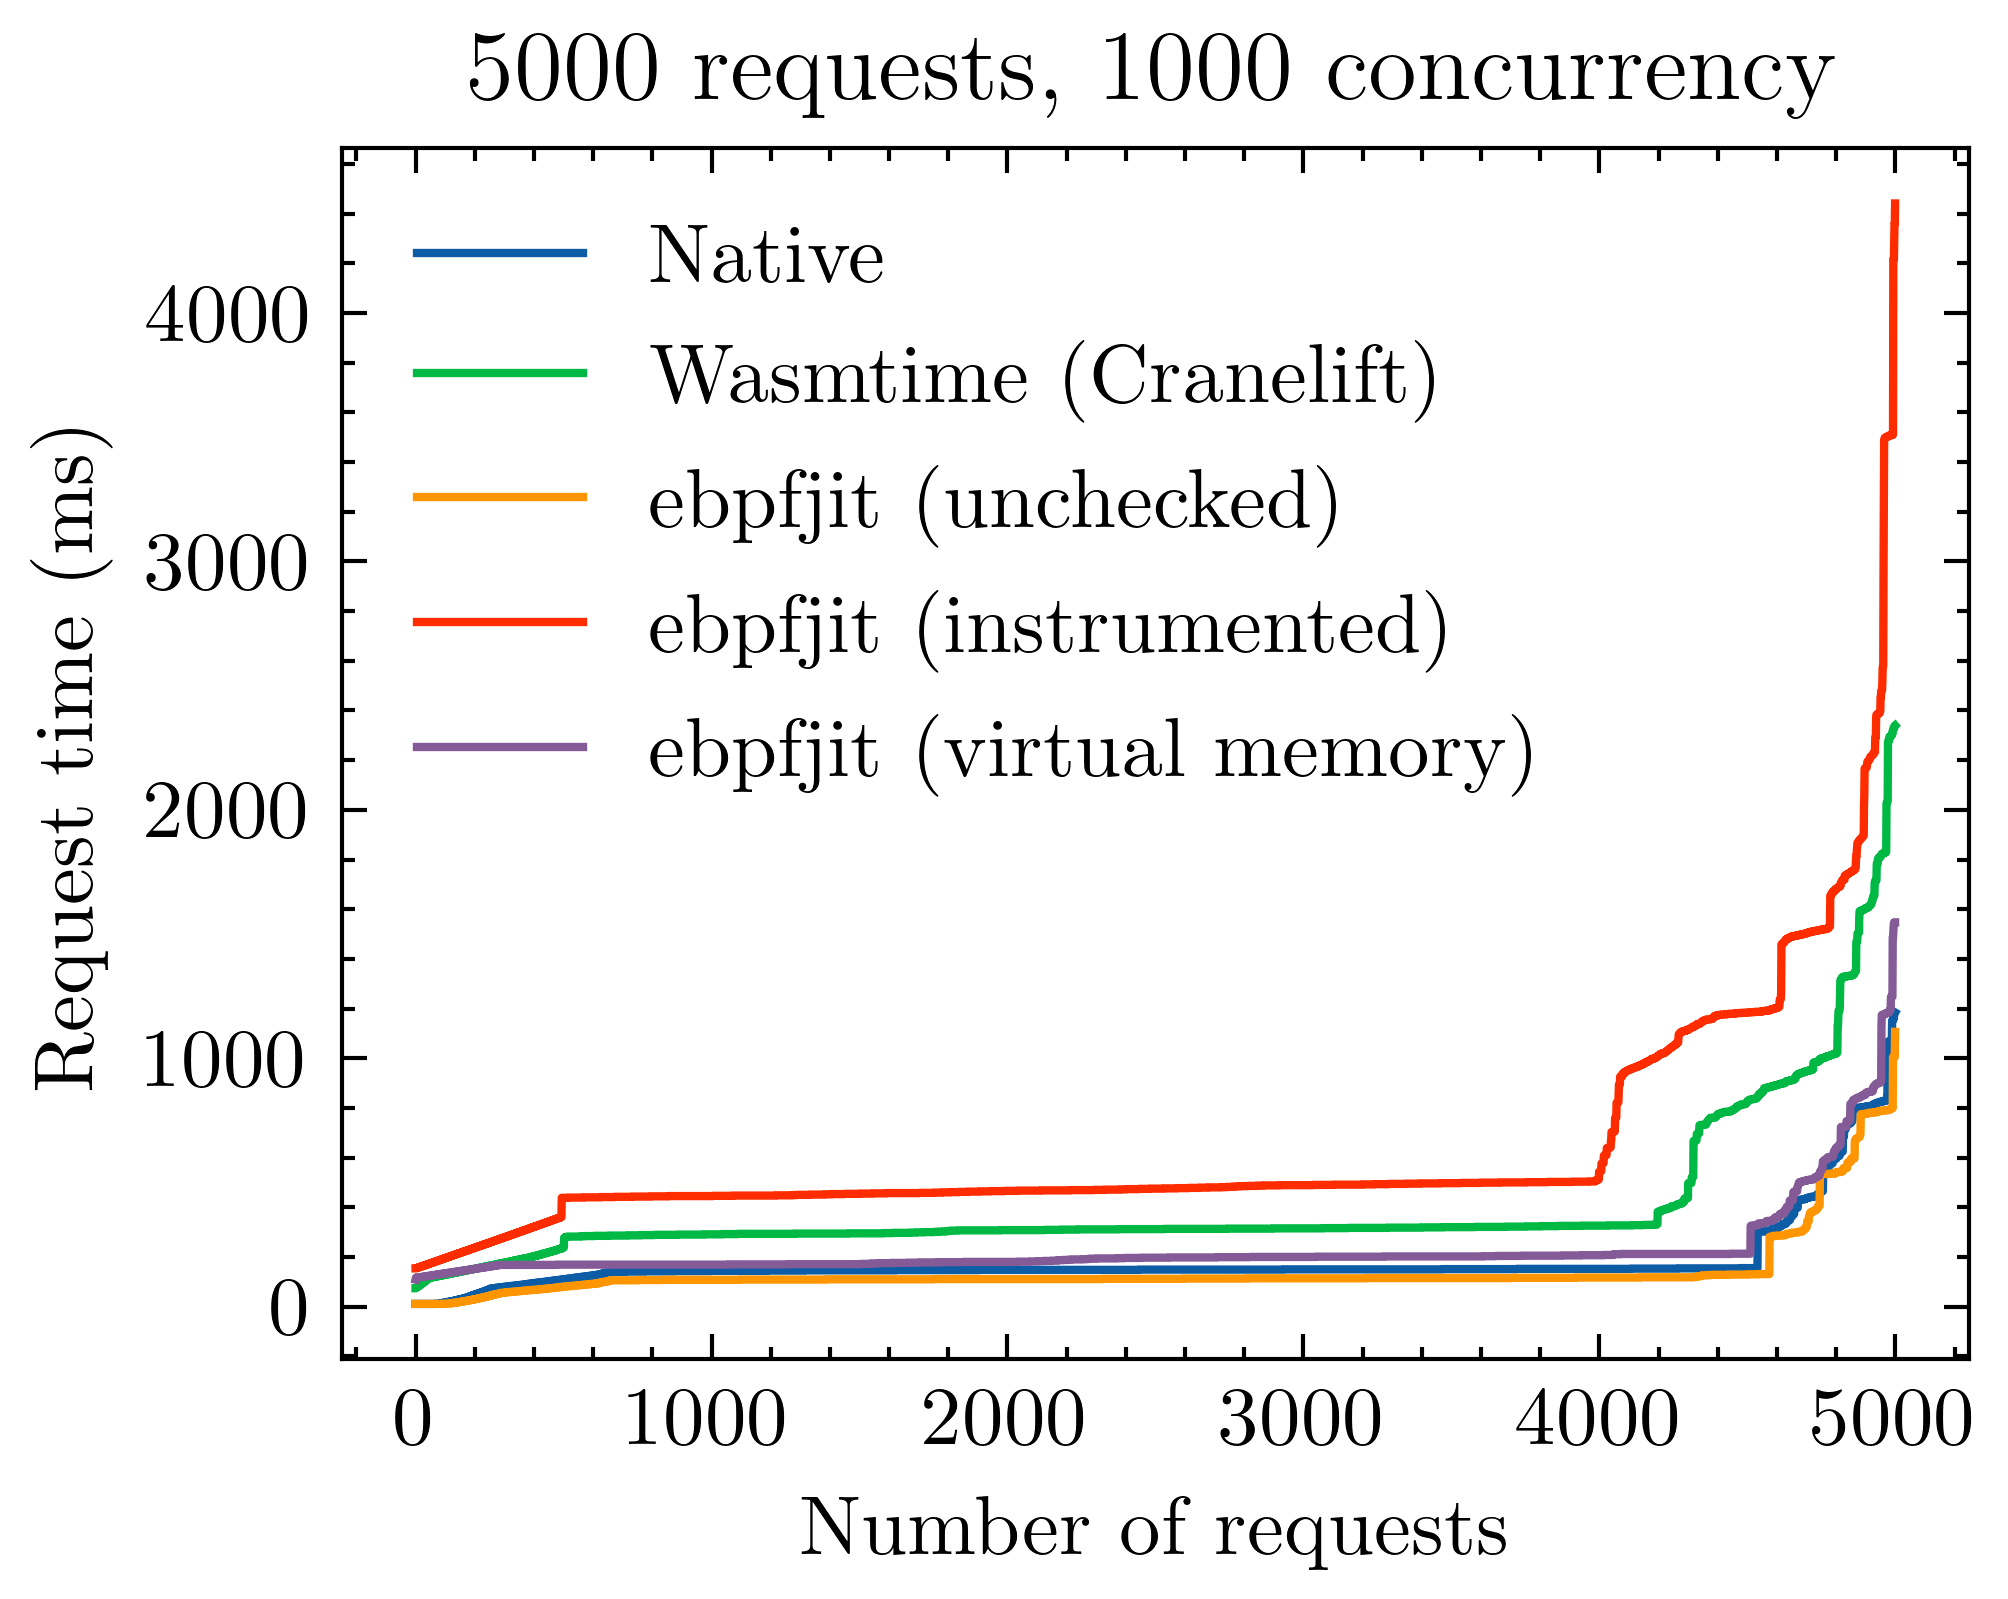 5000 requests, 1000 concurrency
Native
Wasmtime (Cranelift)
ebpfjit (unchecked)
ebpfjit (instrumented)
ebpfjit (virtual memory)
Request time (ms)
4000
3000
2000
1000
0
0 1000 2000 3000 4000 5000
Number of requests